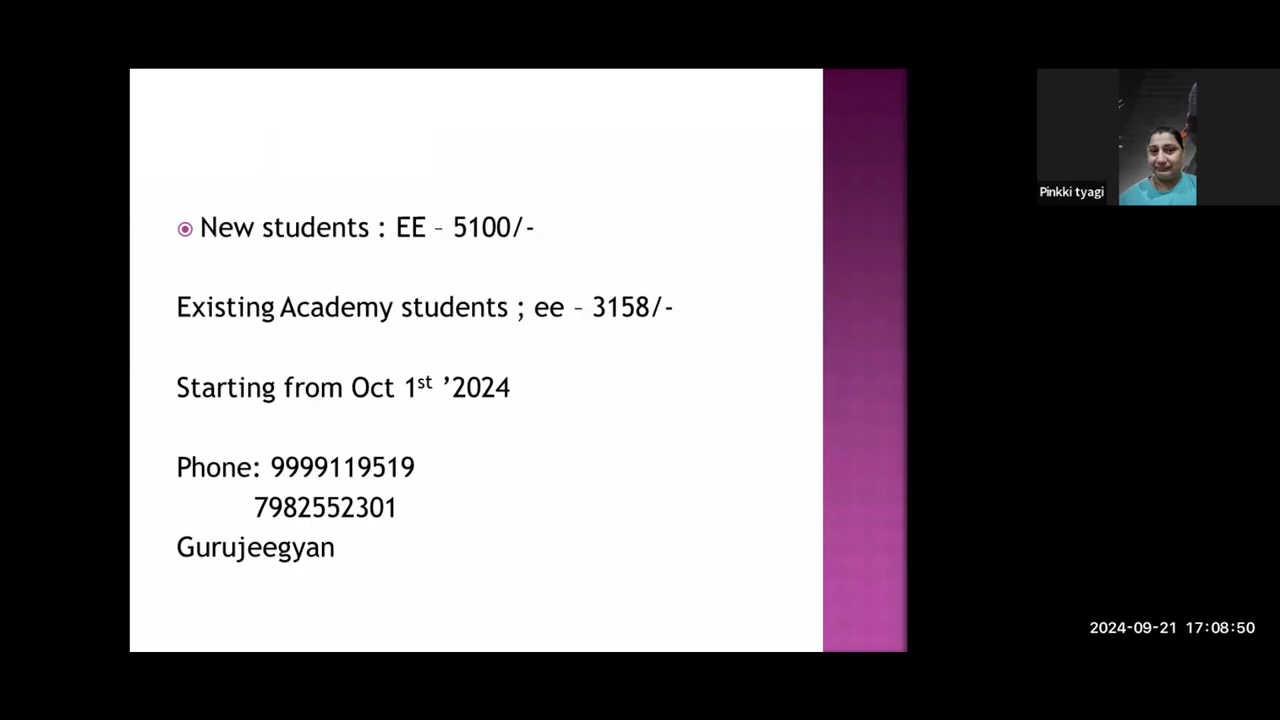 New students : EE – 5100/-
Existing Academy students ; ee – 3158/-
Starting from Oct 1st ’2024
Phone: 9999119519
7982552301
Gurujeegyan
Pinkki tyagi
2024-09-21 17:08:50